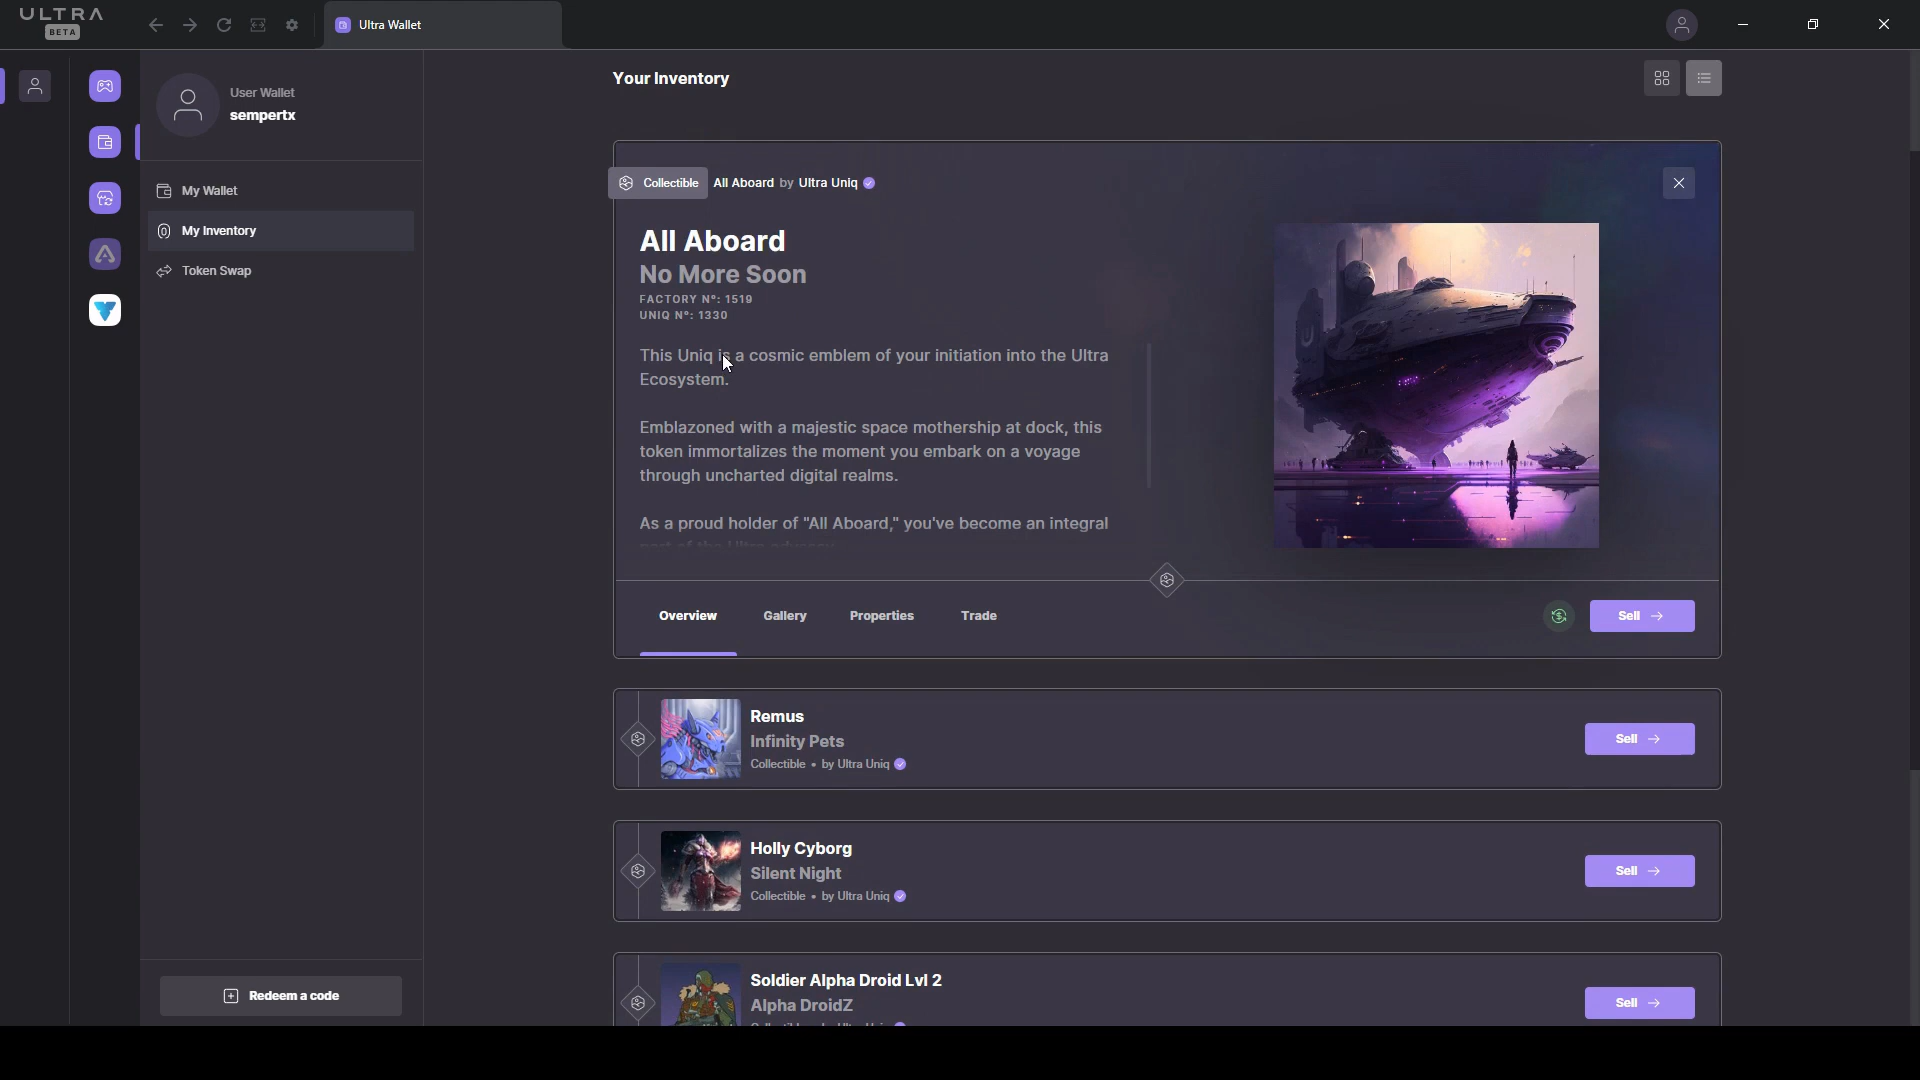 ULTRA
BETA
Ultra Wallet
User Wallet
sempertx
My Wallet
My Inventory
Token Swap
Redeem a code
Your Inventory
Collectible All Aboard by Ultra Uniq
All Aboard
No More Soon
FACTORY Nº: 1519
UNIQ Nº: 1330
This Uniq is a cosmic emblem of your initiation into the Ultra
Ecosystem.
Emblazoned with a majestic space mothership at dock, this
token immortalizes the moment you embark on a voyage
through uncharted digital realms.
As a proud holder of "All Aboard," you've become an integral
Overview Gallery Properties Trade
Sell
Remus
Infinity Pets
Collectible • by Ultra Uniq
Sell
Holly Cyborg
Silent Night
Collectible • by Ultra Uniq
Sell
Soldier Alpha Droid Lvl 2
Alpha DroidZ
Sell